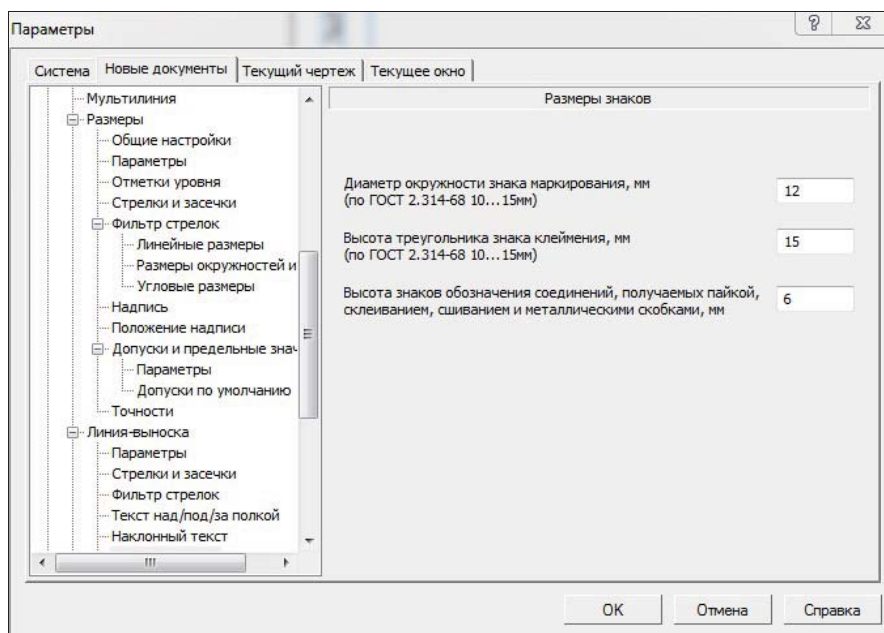 Параметры
Система
Новые документы
Текущий чертеж
Текущее окно
Мультилиния
Размеры
Общие настройки
Параметры
Отметки уровня
Стрелки и засечки
Фильтр стрелок
Линейные размеры
Размеры окружностей и
Угловые размеры
Надпись
Положение надписи
Допуски и предельные знач
Параметры
Допуски по умолчанию
Точности
Линия-выноска
Параметры
Стрелки и засечки
Фильтр стрелок
Текст над/под/за полкой
Наклонный текст
Размеры знаков
Диаметр окружности знака маркирования, мм
(по ГОСТ 2.314-68 10...15мм)
12
Высота треугольника знака клеймения, мм
(по ГОСТ 2.314-68 10...15мм)
15
Высота знаков обозначения соединений, получаемых пайкой,
склеиванием, сшиванием и металлическими скобками, мм
6
OK
Отмена
Справка